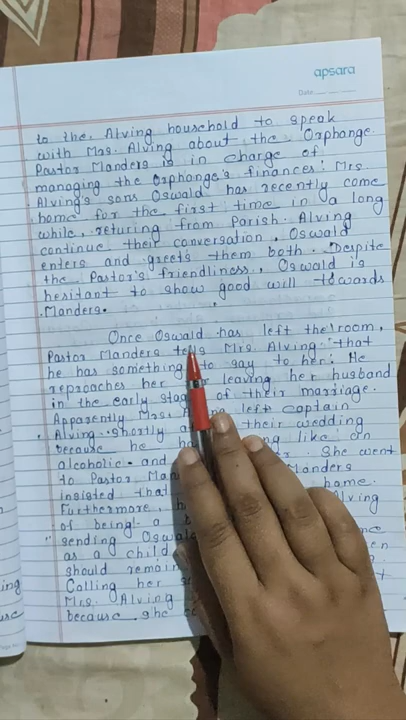 apsara
Date
to the. Alving household to speak
with Mrs. Alving about the Orphange.
Pastor Manders is in charge of
managing the Orphange's finances. Mrs.
Alving's sons Oswald has recently come
home for the first time in a long
while, returing from Parish. Alving
continue their conversation, Oswald
enters and greets them both. Despite
the Pastor's friendliness, Oswald is
hesitant to show good will towards
Manders.
Once Oswald has left the room,
Pastor Manders tells Mrs. Alving that
he has something to say to her. He
reproaches her leaving her husband
in the early of their marriage.
Apparently Mrs. left captain
Alving shortly their wedding
because he like an
alcoholic. and She went
to Pastor Manders
insisted that home.
Furthermore, Alving
of being a
sending
as a child
should remain
Calling her
Mrs. Alving
because she
ing